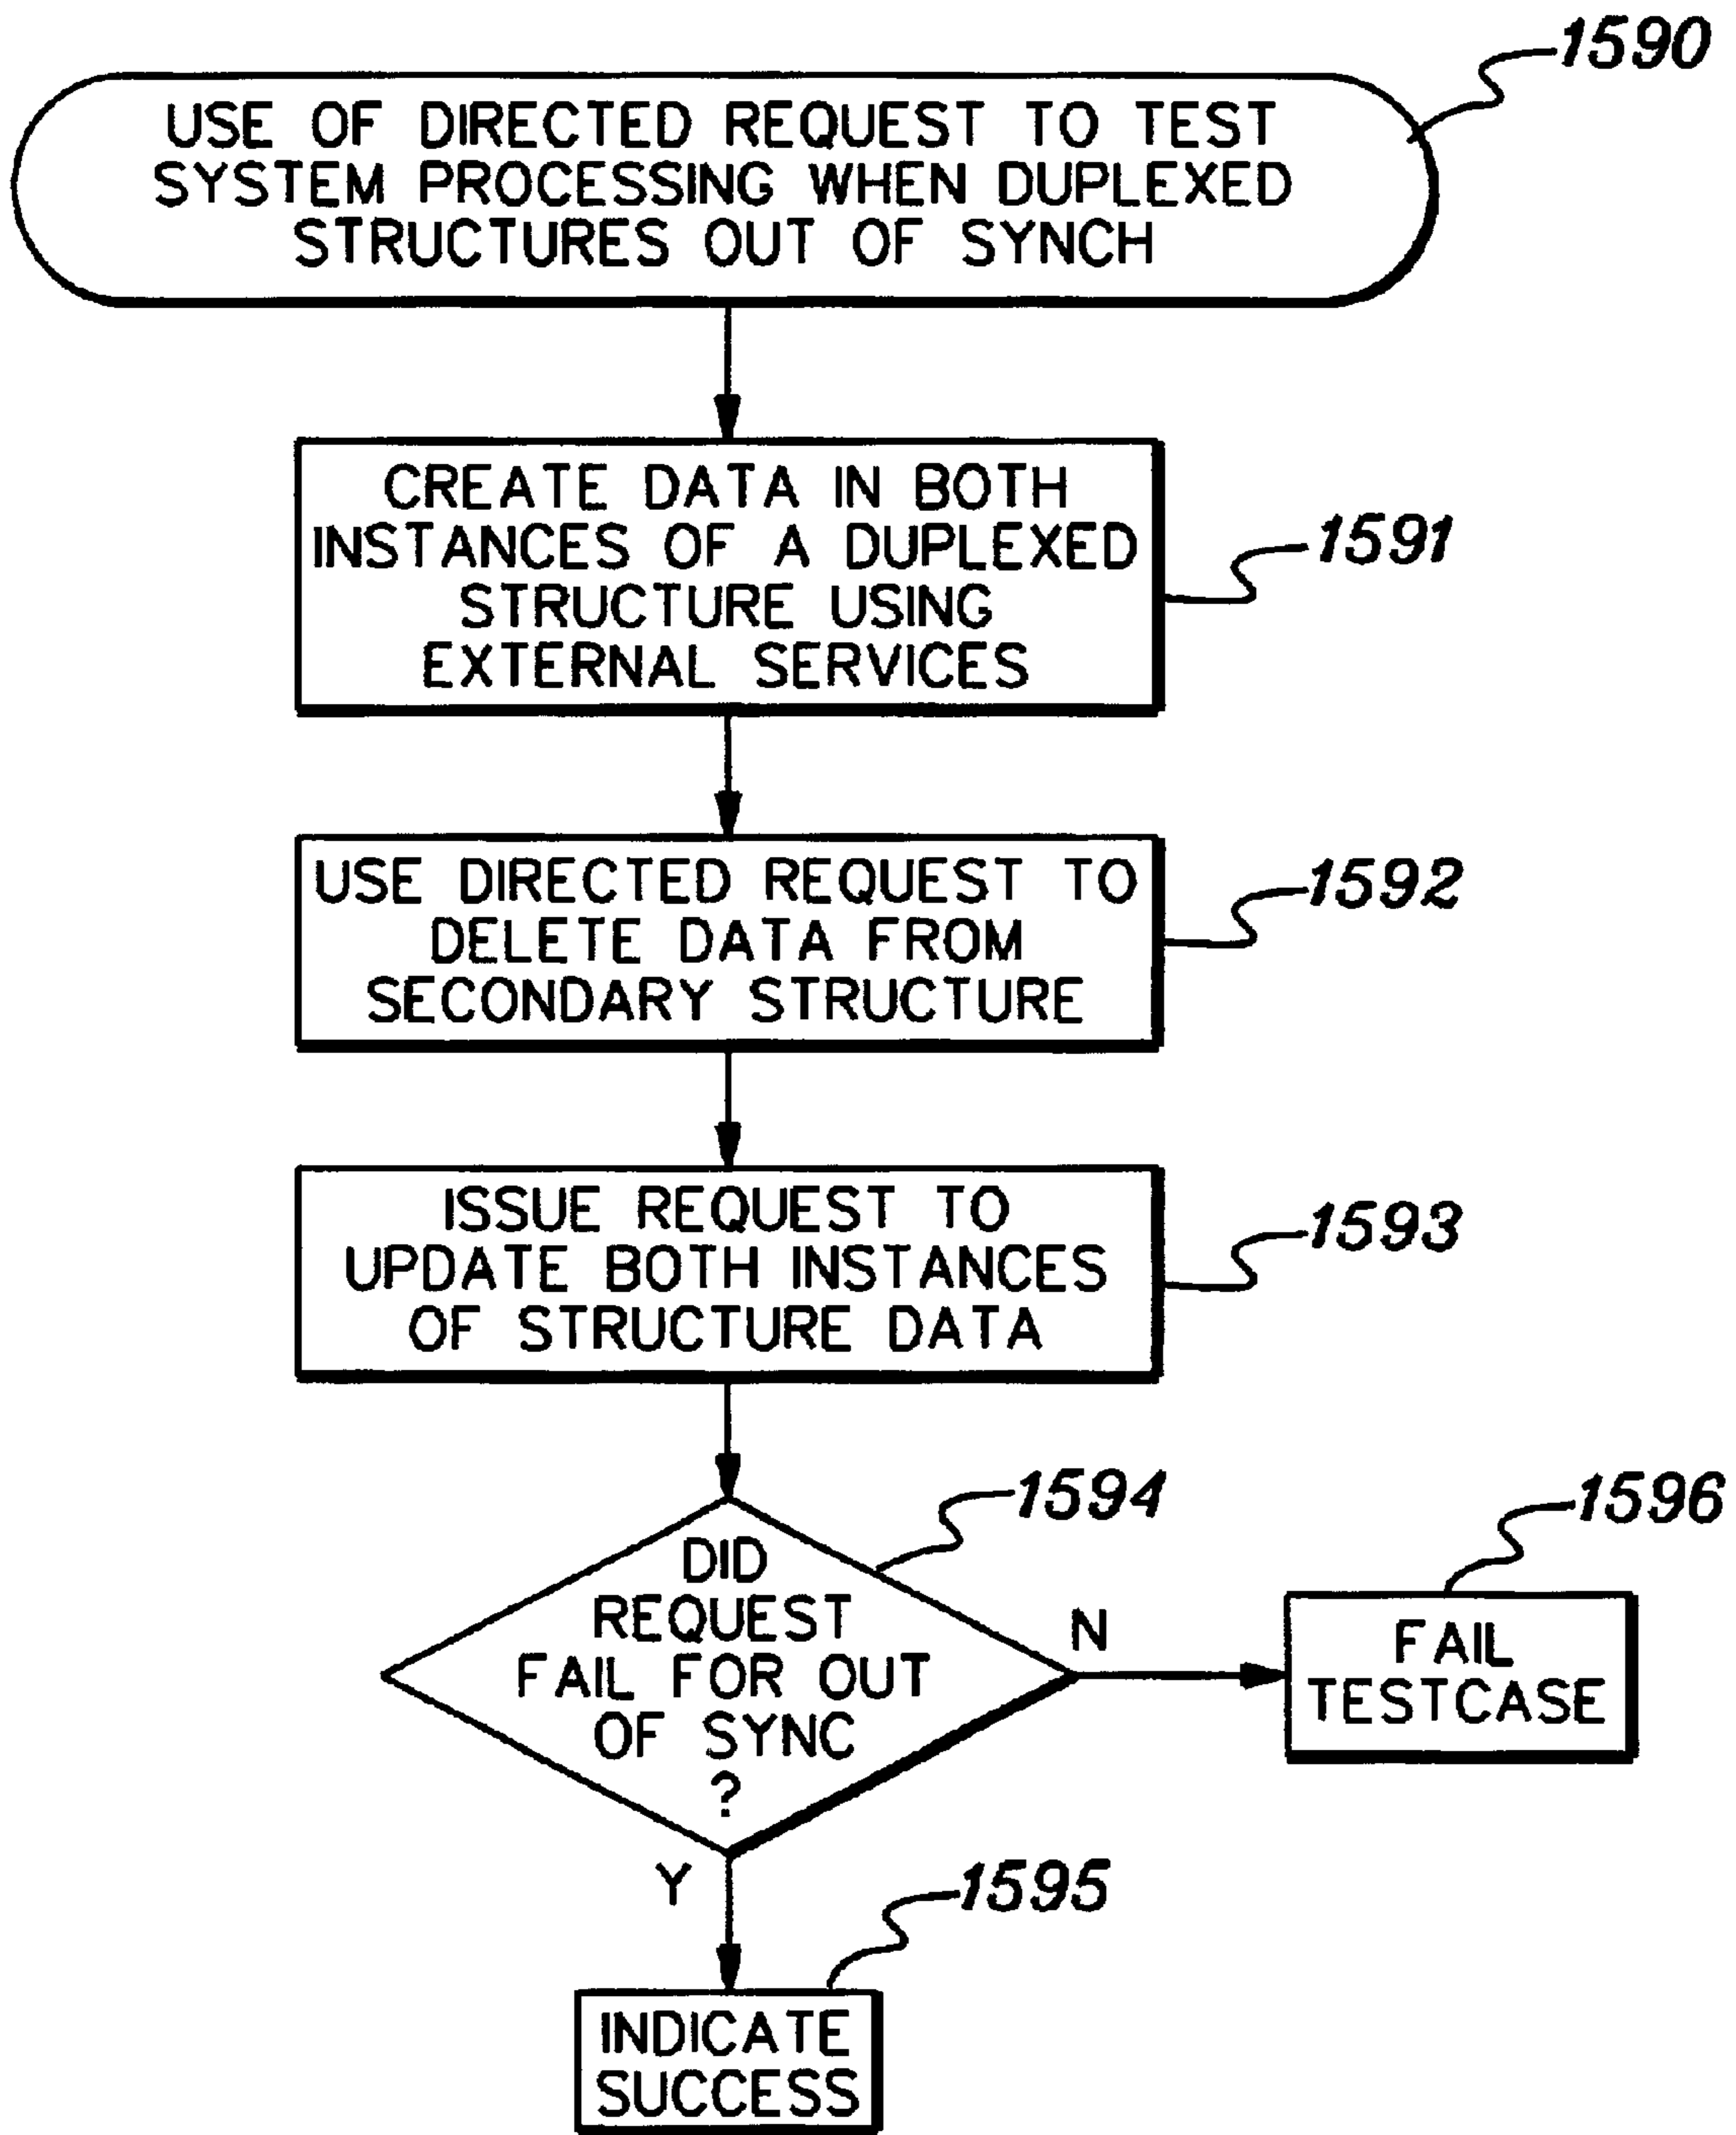 1590
USE OF DIRECTED REQUEST TO TEST
SYSTEM PROCESSING WHEN DUPLEXED
STRUCTURES OUT OF SYNCH
CREATE DATA IN BOTH
INSTANCES OF A DUPLEXED
STRUCTURE USING
EXTERNAL SERVICES
1591
USE DIRECTED REQUEST TO
DELETE DATA FROM
SECONDARY STRUCTURE
1592
ISSUE REQUEST TO
UPDATE BOTH INSTANCES
OF STRUCTURE DATA
1593
DID
REQUEST
FAIL FOR OUT
OF SYNC
?
1594
N
1596
FAIL
TESTCASE
Y
1595
INDICATE
SUCCESS